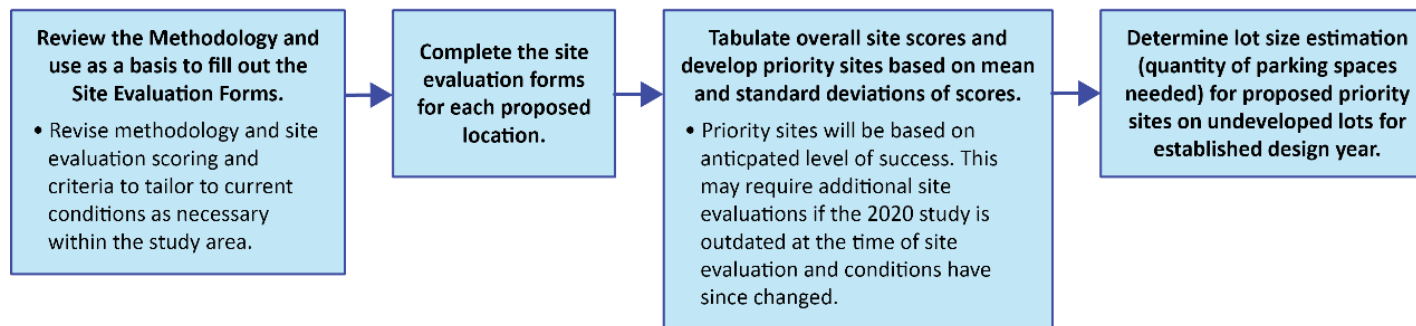 Review the Methodology and
use as a basis to fill out the
Site Evaluation Forms.
• Revise methodology and site
evaluation scoring and
criteria to tailor to current
conditions as necessary
within the study area.
Complete the site
evaluation forms
for each proposed
location.
Tabulate overall site scores and
develop priority sites based on mean
and standard deviations of scores.
• Priority sites will be based on
anticpated level of success. This
may require additional site
evaluations if the 2020 study is
outdated at the time of site
evaluation and conditions have
since changed.
Determine lot size estimation
(quantity of parking spaces
needed) for proposed priority
sites on undeveloped lots for
established design year.